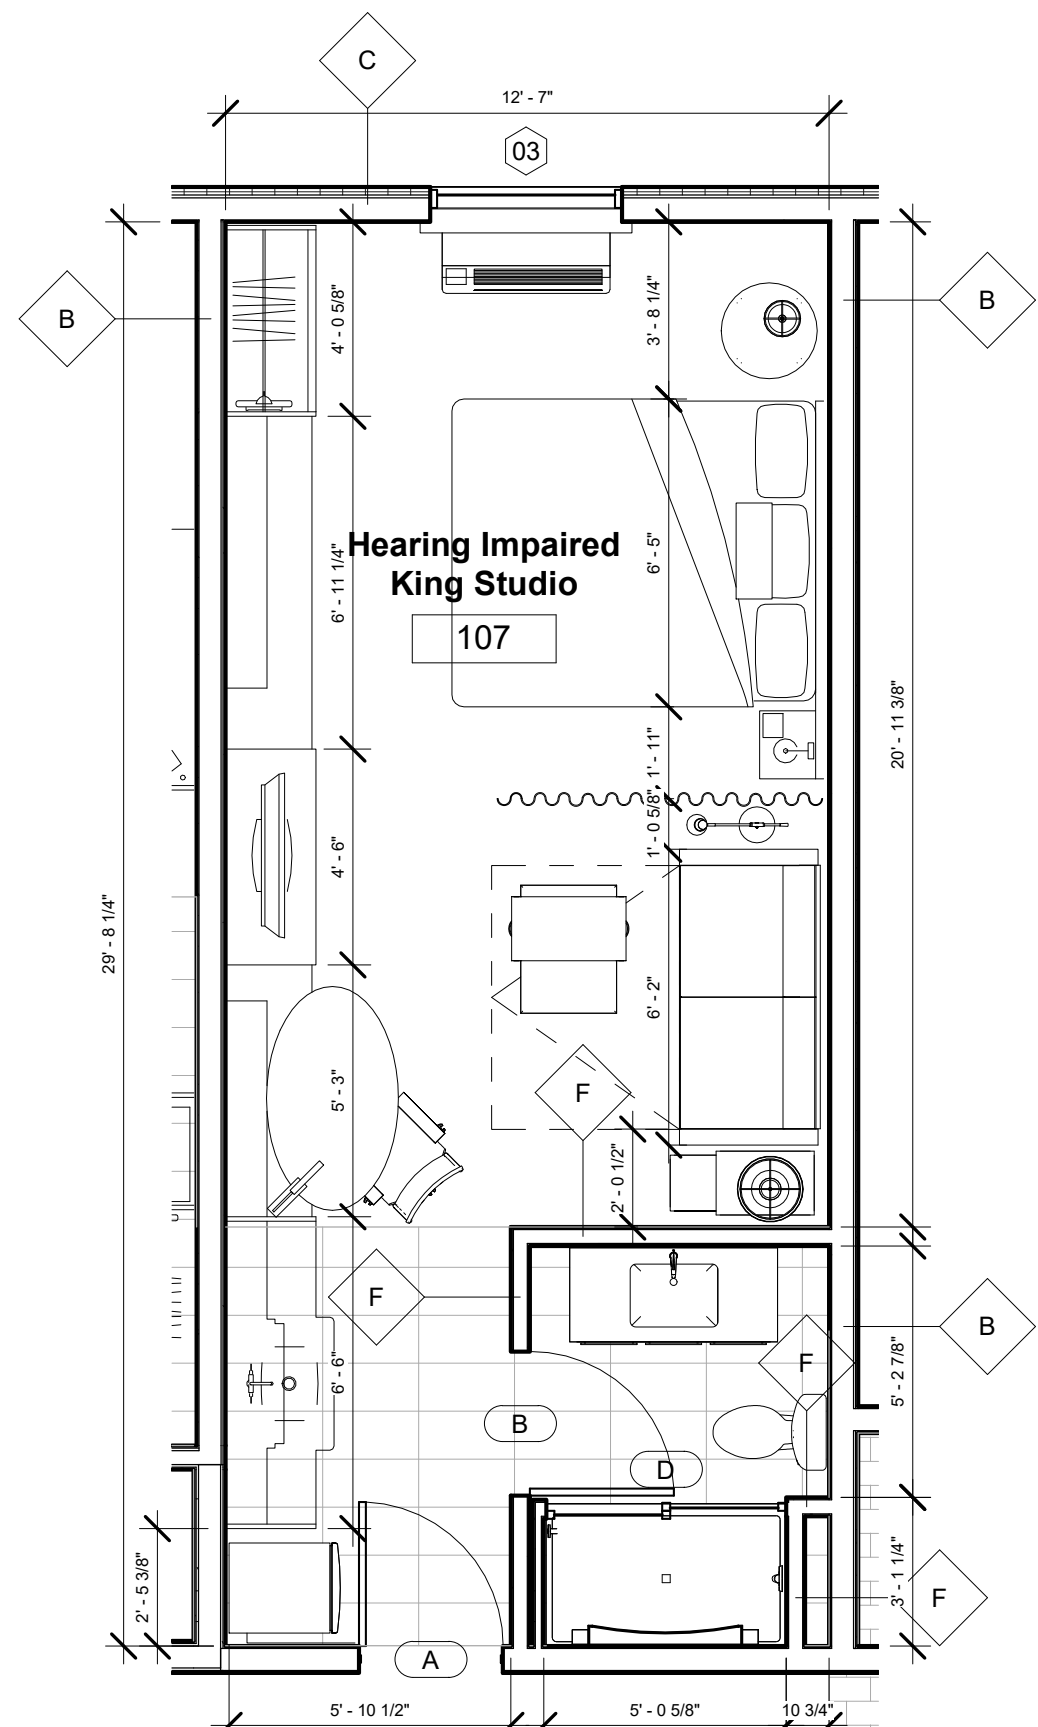 C
12' - 7"
03
B
B
4' - 0 5/8"
3' - 8 1/4"
Hearing Impaired
King Studio
107
6' - 11 1/4"
6' - 5"
20' - 11 3/8"
1' - 11"
1' - 0 5/8"
4' - 6"
29' - 8 1/4"
6' - 2"
5' - 3"
F
2' - 0 1/2"
F
B
F
6' - 6"
5' - 2 7/8"
B
D
2' - 5 3/8"
3' - 1 1/4"
F
A
5' - 10 1/2"
5' - 0 5/8"
10 3/4"